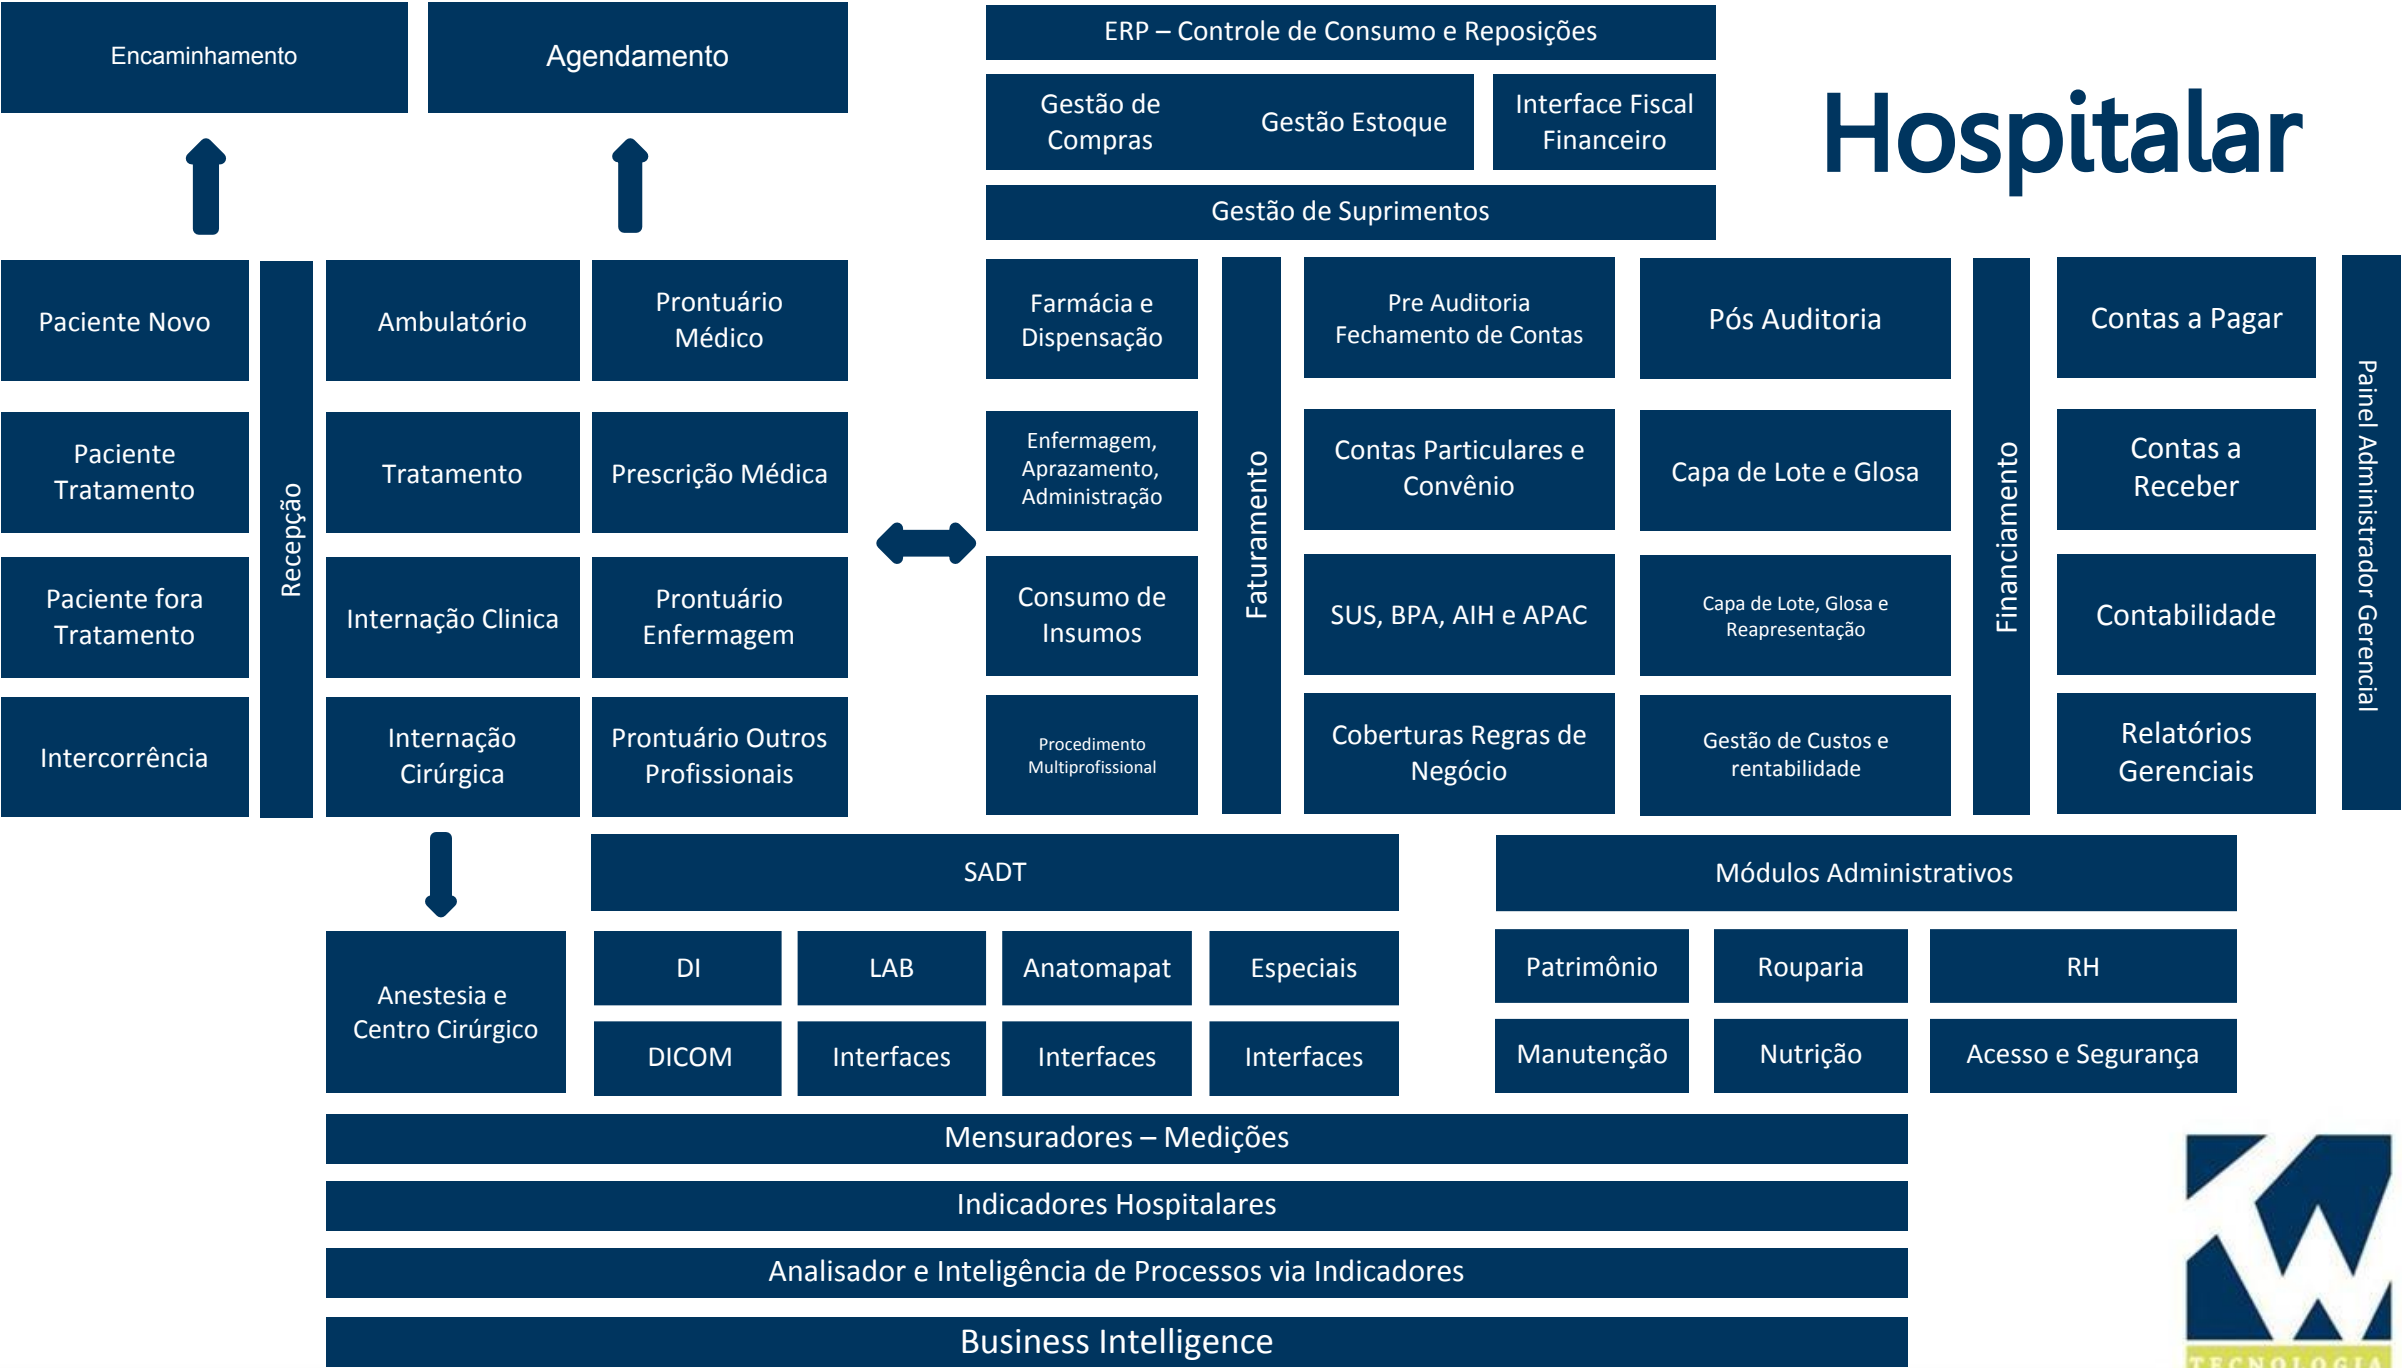 Encaminhamento
Agendamento
ERP – Controle de Consumo e Reposições
Gestão de
Compras
Gestão Estoque
Interface Fiscal
Financeiro
Hospitalar
Gestão de Suprimentos
Paciente Novo
Paciente
Tratamento
Paciente fora
Tratamento
Intercorrência
Recepção
Ambulatório
Tratamento
Internação Clinica
Internação
Cirúrgica
Prontuário
Médico
Prescrição Médica
Prontuário
Enfermagem
Prontuário Outros
Profissionais
Farmácia e
Dispensação
Enfermagem,
Aprazamento,
Administração
Consumo de
Insumos
Procedimento
Multiprofissional
Faturamento
Pre Auditoria
Fechamento de Contas
Contas Particulares e
Convênio
SUS, BPA, AIH e APAC
Coberturas Regras de
Negócio
Pós Auditoria
Capa de Lote e Glosa
Capa de Lote, Glosa e
Reapresentação
Gestão de Custos e
rentabilidade
Financiamento
Contas a Pagar
Contas a
Receber
Contabilidade
Relatórios
Gerenciais
Painel Administrador Gerencial
Anestesia e
Centro Cirúrgico
SADT
DI
LAB
Anatomapat
Especiais
DICOM
Interfaces
Interfaces
Interfaces
Módulos Administrativos
Patrimônio
Rouparia
RH
Manutenção
Nutrição
Acesso e Segurança
Mensuradores – Medições
Indicadores Hospitalares
Analisador e Inteligência de Processos via Indicadores
Business Intelligence
TECNOLOGIA